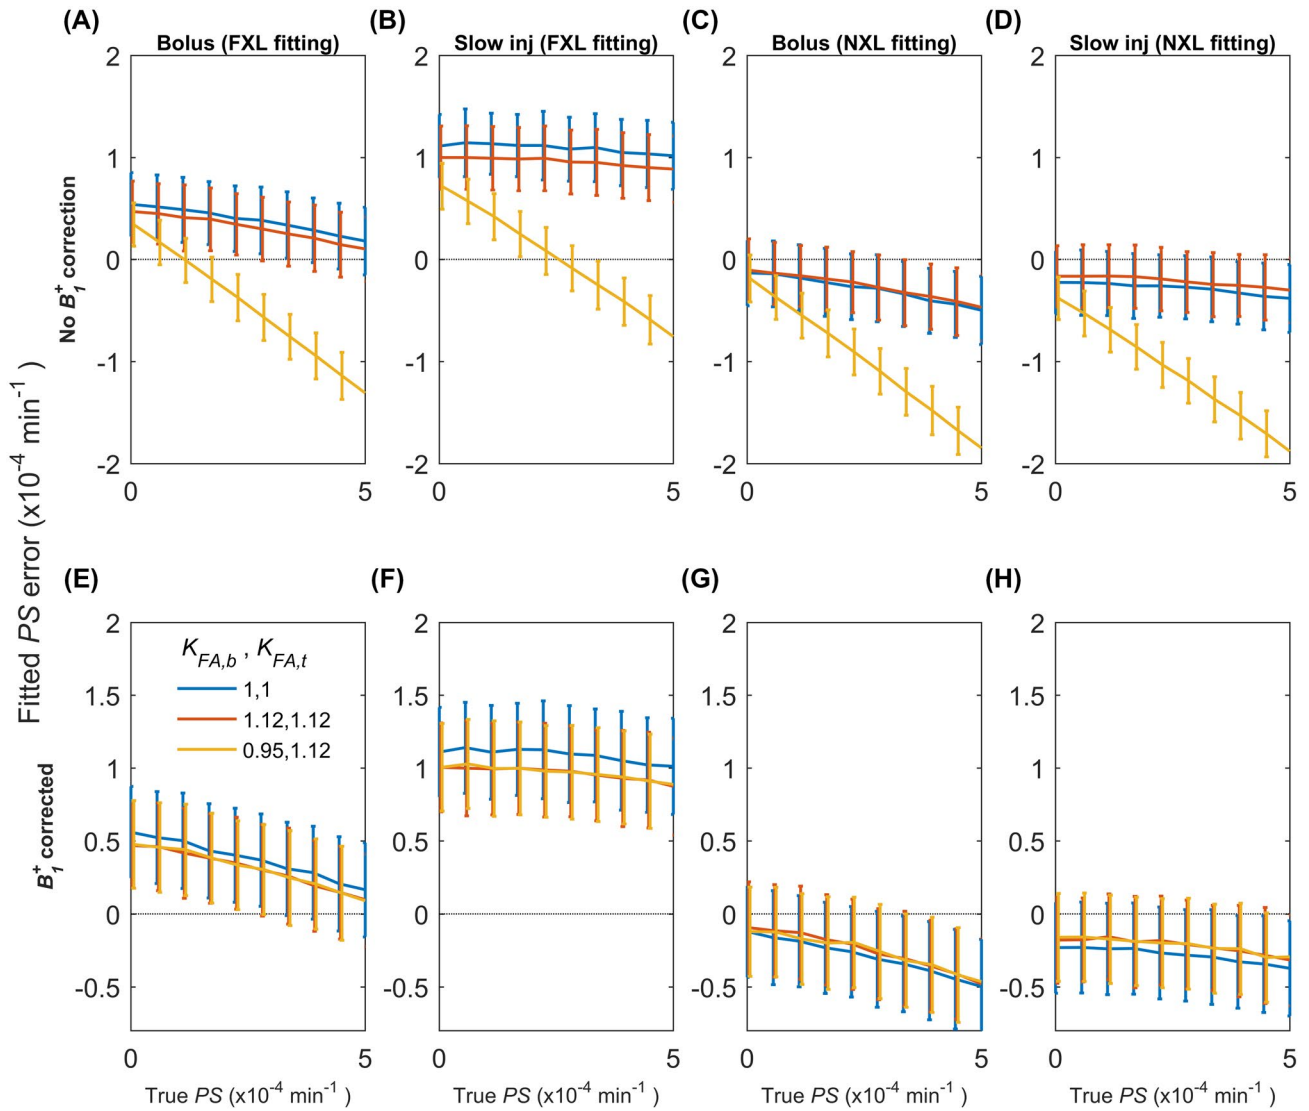 (A) (B) (C) (D)
Bolus (FXL fitting) Slow inj (FXL fitting) Bolus (NXL fitting) Slow inj (NXL fitting)
2 2 2 2
1 1 1 1
0 0 0 0
-1 -1 -1 -1
-2 -2 -2 -2
0 5 0 5 0 5 0 5
No B₁⁺ correction
Fitted PS error (x10⁻⁴ min⁻¹ )
(E) (F) (G) (H)
2 2 2 2
K_FA,b , K_FA,t
1,1
1.12,1.12
0.95,1.12
1.5 1.5 1.5 1.5
1 1 1 1
0.5 0.5 0.5 0.5
0 0 0 0
-0.5 -0.5 -0.5 -0.5
B₁⁺ corrected
0 5 0 5 0 5 0 5
True PS (x10⁻⁴ min⁻¹ ) True PS (x10⁻⁴ min⁻¹ ) True PS (x10⁻⁴ min⁻¹ ) True PS (x10⁻⁴ min⁻¹ )